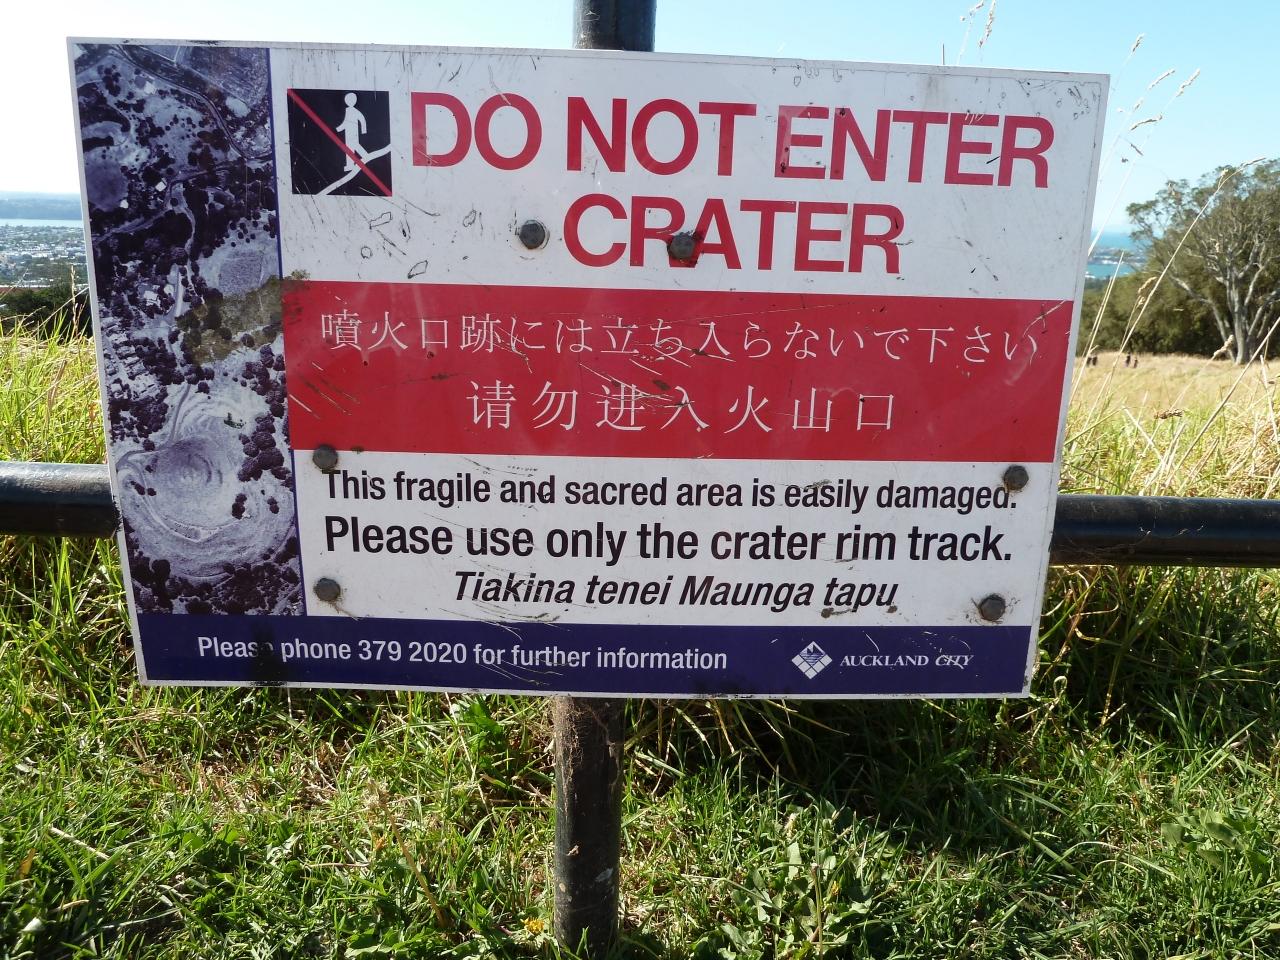 DO NOT ENTER
CRATER
噴火口跡には立ち入らないで下さい
请勿进入火山口
This fragile and sacred area is easily damaged.
Please use only the crater rim track.
Tiakina tenei Maunga tapu
Please phone 379 2020 for further information
AUCKLAND CITY